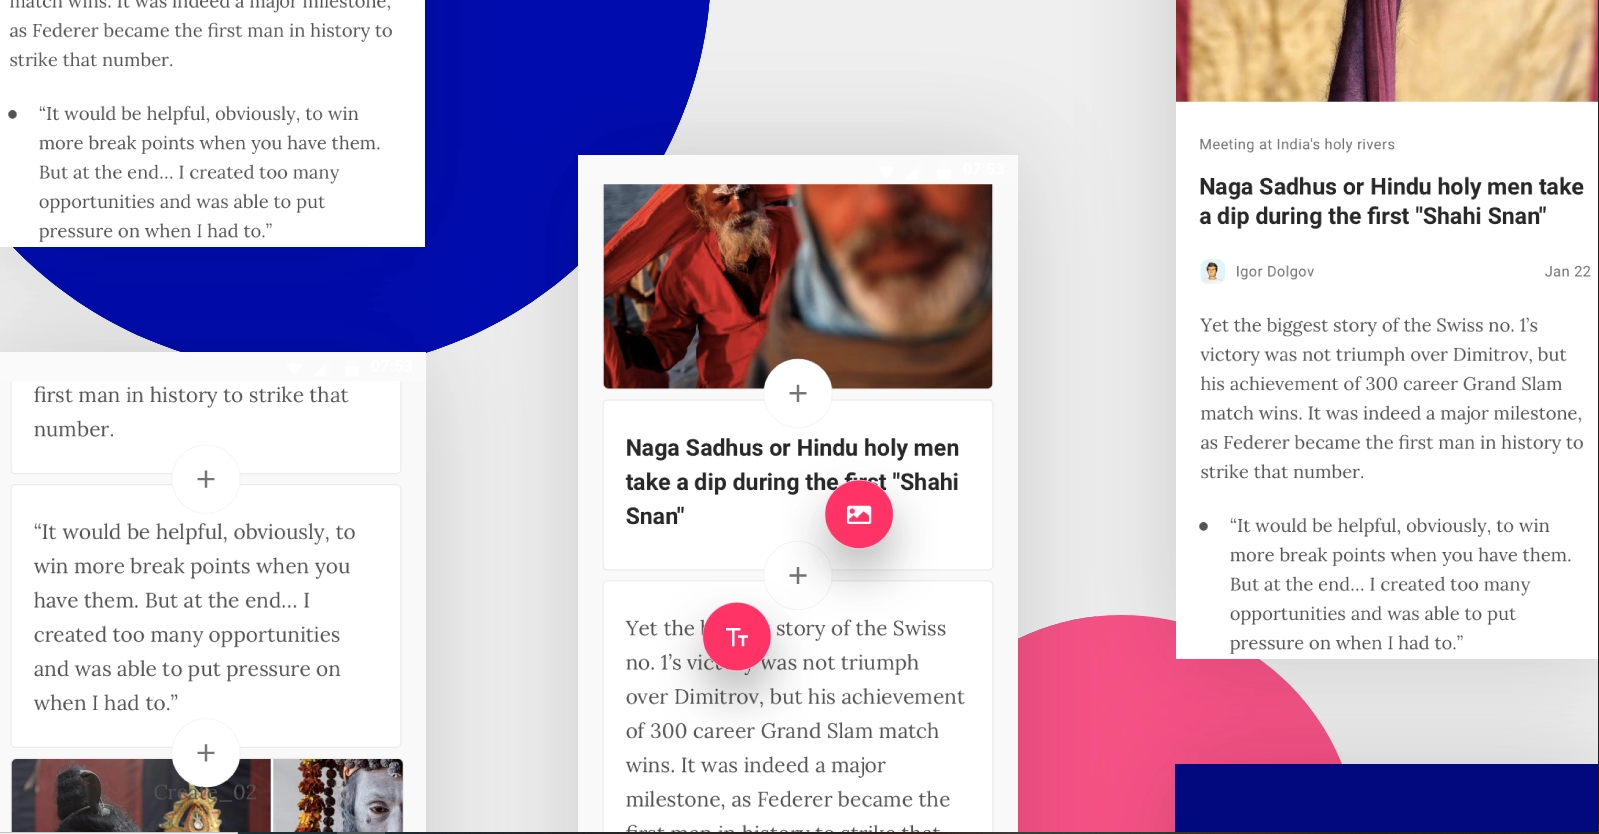 match wins. It was indeed a major milestone,
as Federer became the first man in history to
strike that number.
“It would be helpful, obviously, to win
more break points when you have them.
But at the end... I created too many
opportunities and was able to put
pressure on when I had to.”
07:53
first man in history to strike that
number.
“It would be helpful, obviously, to
win more break points when you
have them. But at the end... I
created too many opportunities
and was able to put pressure on
when I had to.”
Create_02
07:53
Naga Sadhus or Hindu holy men
take a dip during the first "Shahi
Snan"
Yet the story of the Swiss
no. 1’s was not triumph
over Dimitrov, but his achievement
of 300 career Grand Slam match
wins. It was indeed a major
milestone, as Federer became the
first man in history to strike that
Meeting at India's holy rivers
Naga Sadhus or Hindu holy men take
a dip during the first "Shahi Snan"
Igor Dolgov
Jan 22
Yet the biggest story of the Swiss no. 1’s
victory was not triumph over Dimitrov, but
his achievement of 300 career Grand Slam
match wins. It was indeed a major milestone,
as Federer became the first man in history to
strike that number.
“It would be helpful, obviously, to win
more break points when you have them.
But at the end... I created too many
opportunities and was able to put
pressure on when I had to.”